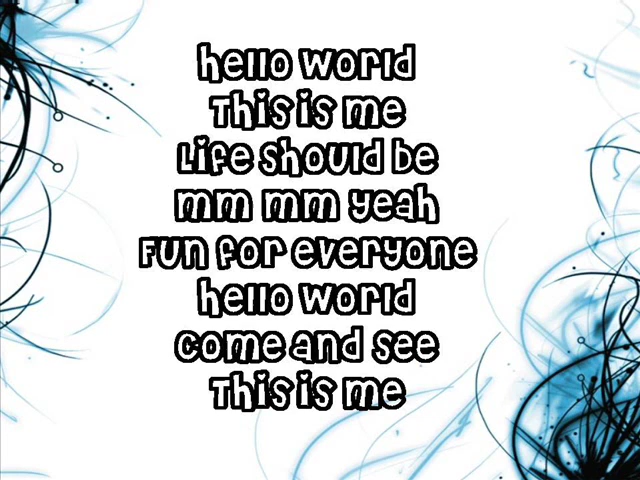 Hello World
This is me
Life should be
mm mm yeah
Fun for everyone
Hello World
Come and see
This is me